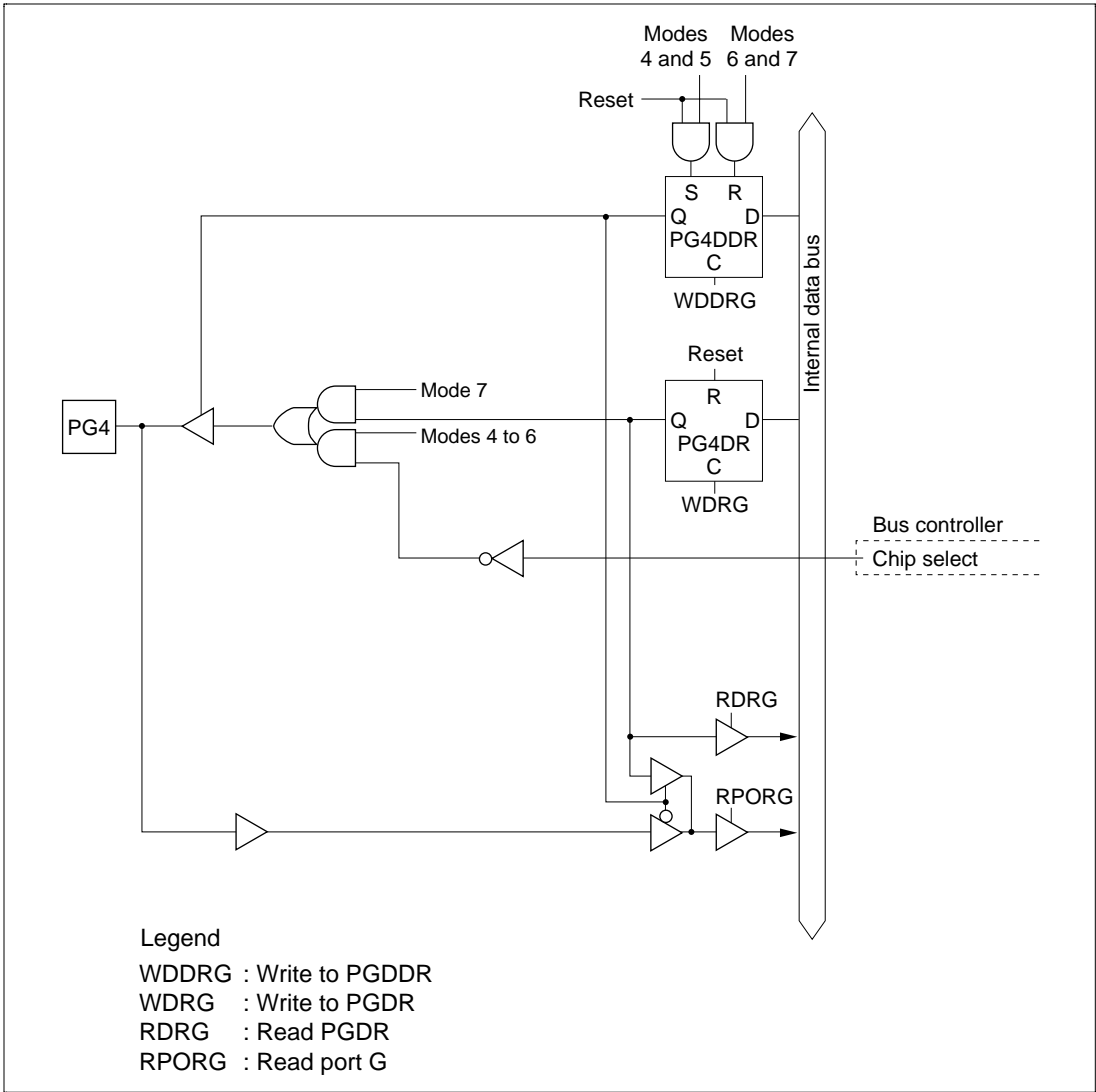 Modes
4 and 5
Modes
6 and 7
Reset
S R
Q D
PG4DDR
C
WDDRG
Internal data bus
Reset
R
Q D
PG4DR
C
WDRG
Mode 7
PG4
Modes 4 to 6
Bus controller
Chip select
RDRG
RPORG
Legend
WDDRG : Write to PGDDR
WDRG : Write to PGDR
RDRG : Read PGDR
RPORG : Read port G